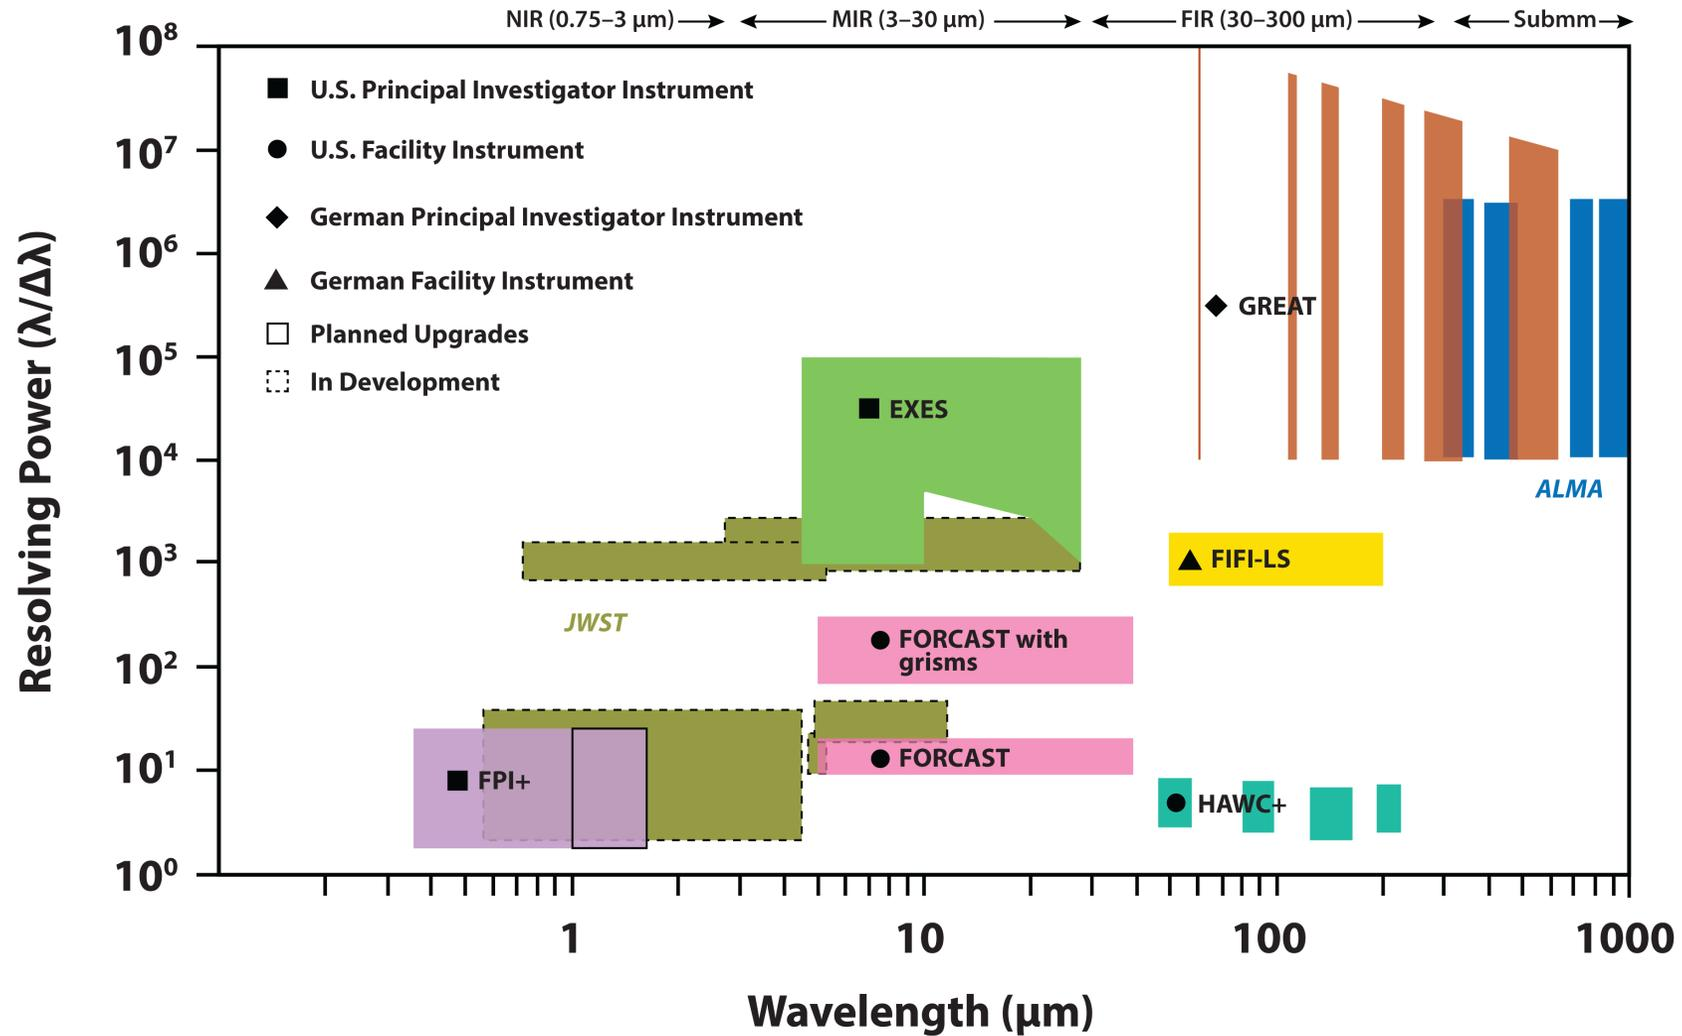 NIR (0.75–3 µm) MIR (3–30 µm) FIR (30–300 µm) Submm
10⁸
U.S. Principal Investigator Instrument
U.S. Facility Instrument
10⁷
German Principal Investigator Instrument
10⁶
German Facility Instrument
GREAT
Planned Upgrades
10⁵
In Development
EXES
10⁴
ALMA
10³
FIFI-LS
JWST
FORCAST with
grisms
10²
FORCAST
10¹
FPI+
HAWC+
10⁰
Resolving Power (λ/Δλ)
1 10 100 1000
Wavelength (µm)